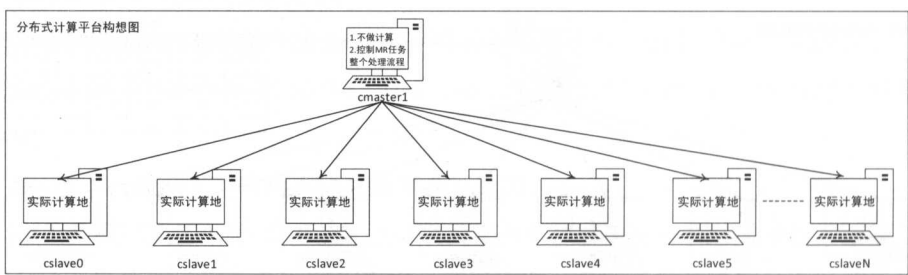 分布式计算平台构想图
1.不做计算
2.控制MR任务
整个处理流程
cmaster1
实际计算地
实际计算地
实际计算地
实际计算地
实际计算地
实际计算地
实际计算地
cslave0
cslave1
cslave2
cslave3
cslave4
cslave5
cslaveN